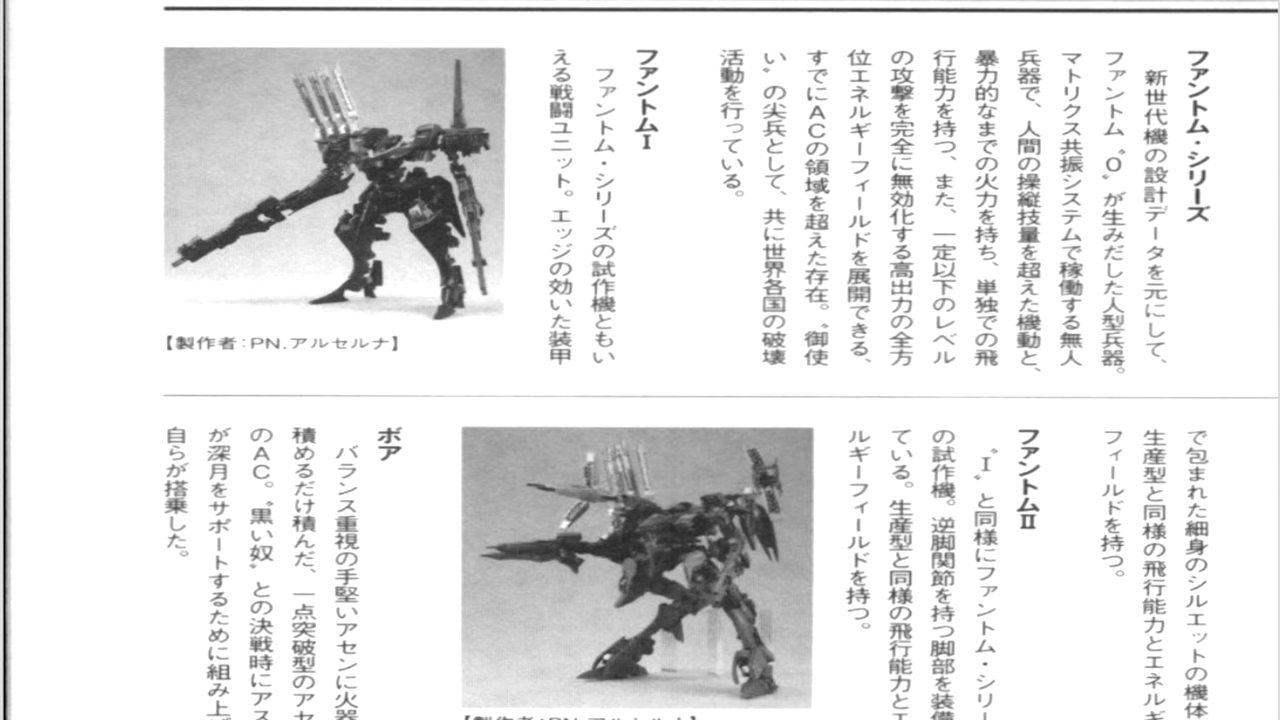 ファントム・シリーズ
新世代機の設計データを元にして、
ファントム〝O〟が生みだした人型兵器。
マトリクス共振システムで稼働する無人
兵器で、人間の操縦技量を超えた機動と、
暴力的なまでの火力を持ち、単独での飛
行能力を持つ、また、一定以下のレベル
の攻撃を完全に無効化する高出力の全方
位エネルギーフィールドを展開できる、
すでにACの領域を超えた存在。〝御使
い〟の尖兵として、共に世界各国の破壊
活動を行っている。
ファントムI
ファントム・シリーズの試作機ともい
える戦闘ユニット。エッジの効いた装甲
【製作者:PN.アルセルナ】
で包まれた細身のシルエットの機体
生産型と同様の飛行能力とエネルギ
フィールドを持つ。
ファントムII
〝I〟と同様にファントム・シリー
の試作機。逆脚関節を持つ脚部を装備
ている。生産型と同様の飛行能力とエ
ルギーフィールドを持つ。
【製作者:PN.アルセルナ】
ボア
バランス重視の手堅いアセンに火器
積めるだけ積んだ、一点突破型のアセ
のAC。〝黒い奴〟との決戦時にアス
が深月をサポートするために組み上げ
自らが搭乗した。